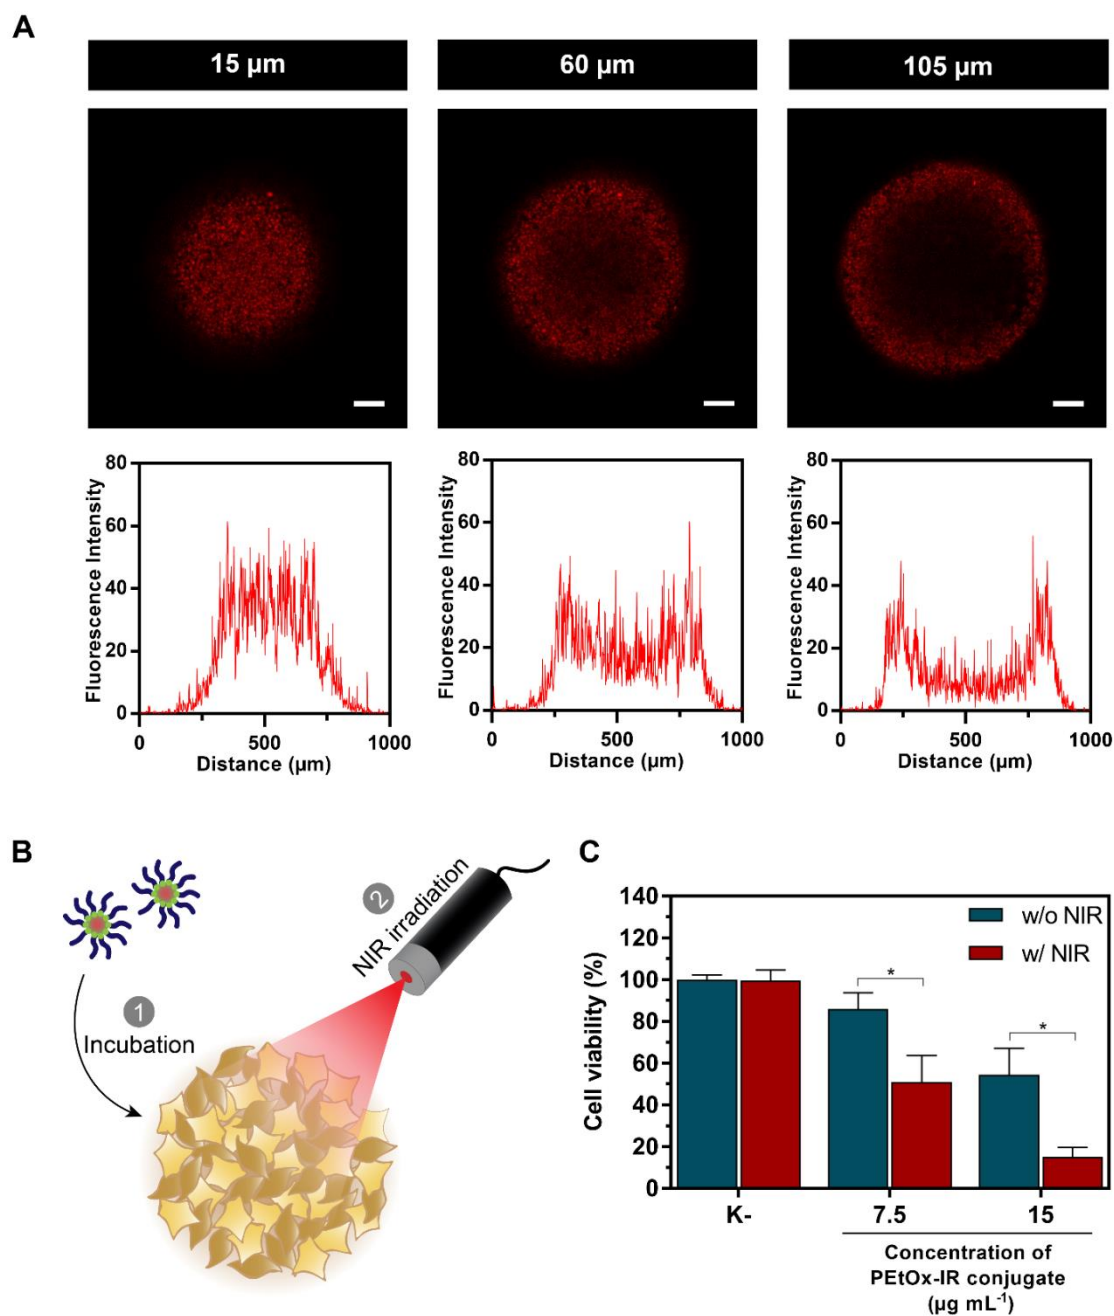 A
15 µm
60 µm
105 µm
80
60
40
20
0
Fluorescence Intensity
0
500
1000
Distance (µm)
80
60
40
20
0
Fluorescence Intensity
0
500
1000
Distance (µm)
80
60
40
20
0
Fluorescence Intensity
0
500
1000
Distance (µm)
B
1
Incubation
2
NIR irradiation
C
140
120
100
80
60
40
20
0
Cell viability (%)
w/o NIR
w/ NIR
*
*
K-
7.5
15
Concentration of
PEtOx-IR conjugate
(µg mL⁻¹)